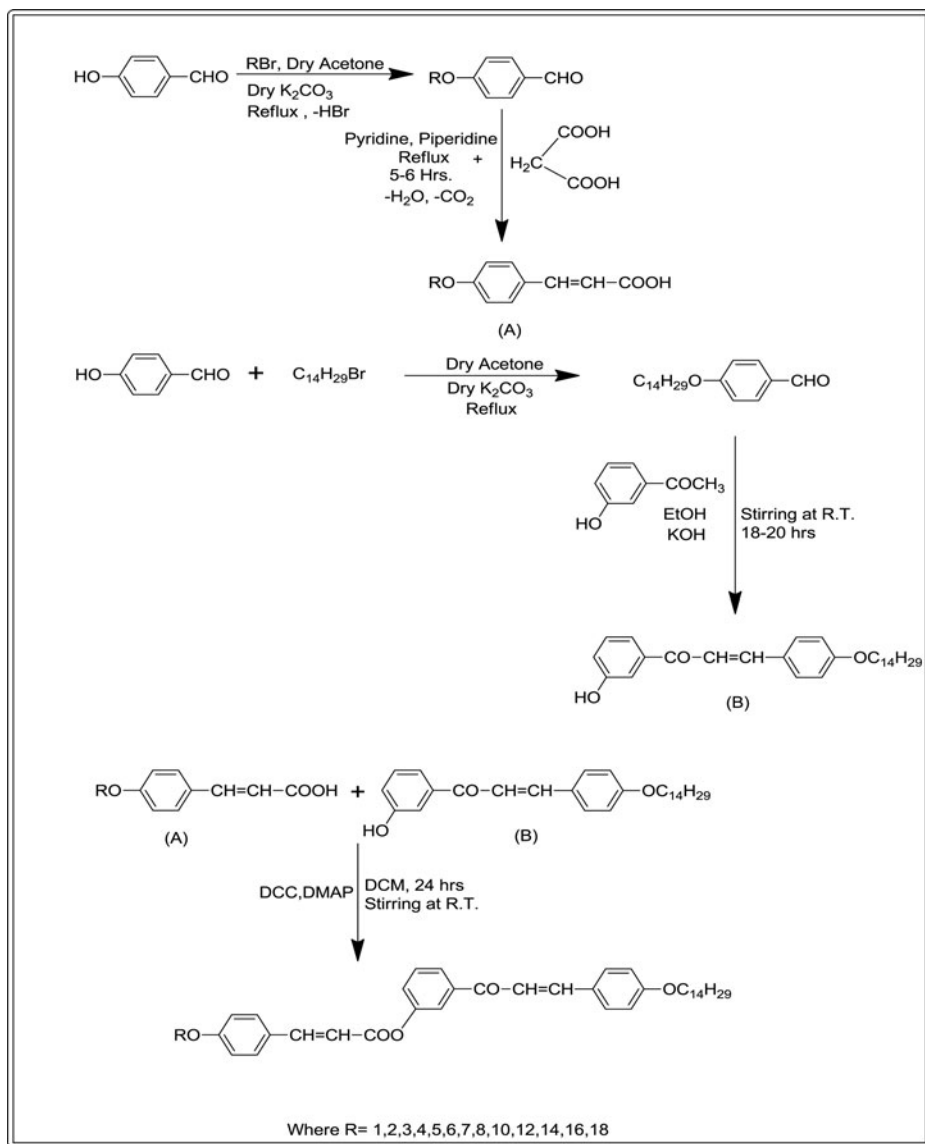 HO CHO RBr, Dry Acetone RO CHO
Dry K₂CO₃
Reflux , -HBr
Pyridine, Piperidine
Reflux +
5-6 Hrs.
-H₂O, -CO₂
COOH
H₂C
COOH
RO CH=CH COOH
(A)
HO CHO + C₁₄H₂₉Br Dry Acetone
Dry K₂CO₃
Reflux
C₁₄H₂₉O CHO
COCH₃
HO
EtOH
KOH
Stirring at R.T.
18-20 hrs
HO CO CH=CH OC₁₄H₂₉
(B)
RO CH=CH COOH + HO CO CH=CH OC₁₄H₂₉
(A) (B)
DCC,DMAP DCM, 24 hrs
Stirring at R.T.
CO CH=CH OC₁₄H₂₉
RO CH=CH COO
Where R= 1,2,3,4,5,6,7,8,10,12,14,16,18